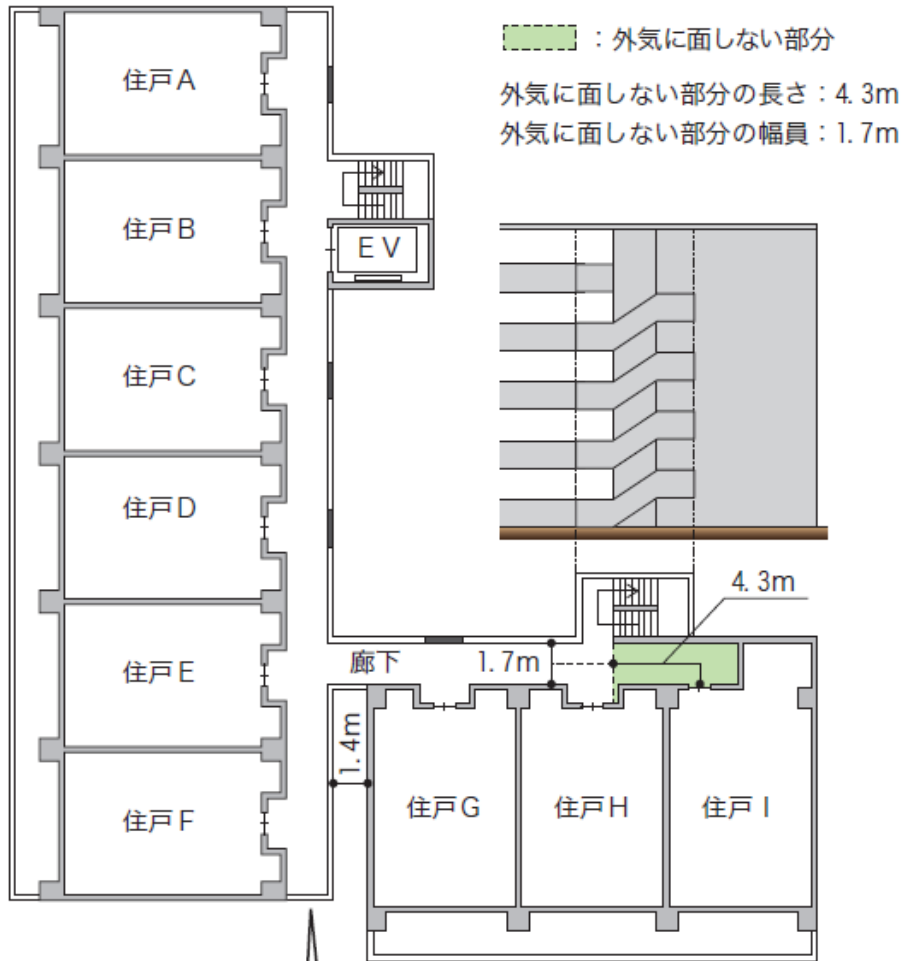 ：外気に面しない部分
外気に面しない部分の長さ：4.3m
外気に面しない部分の幅員：1.7m
住戸A
住戸B
EV
住戸C
住戸D
4.3m
住戸E
廊下
1.7m
1.4m
住戸F
住戸G
住戸H
住戸I